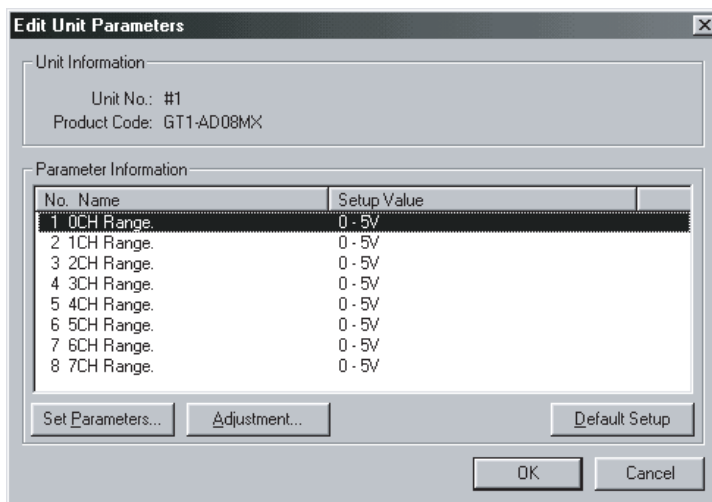 Edit Unit Parameters
Unit Information
Unit No.: #1
Product Code: GT1-AD08MX
Parameter Information
No. Name Setup Value
1 0CH Range. 0 - 5V
2 1CH Range. 0 - 5V
3 2CH Range. 0 - 5V
4 3CH Range. 0 - 5V
5 4CH Range. 0 - 5V
6 5CH Range. 0 - 5V
7 6CH Range. 0 - 5V
8 7CH Range. 0 - 5V
Set Parameters... Adjustment... Default Setup
OK Cancel